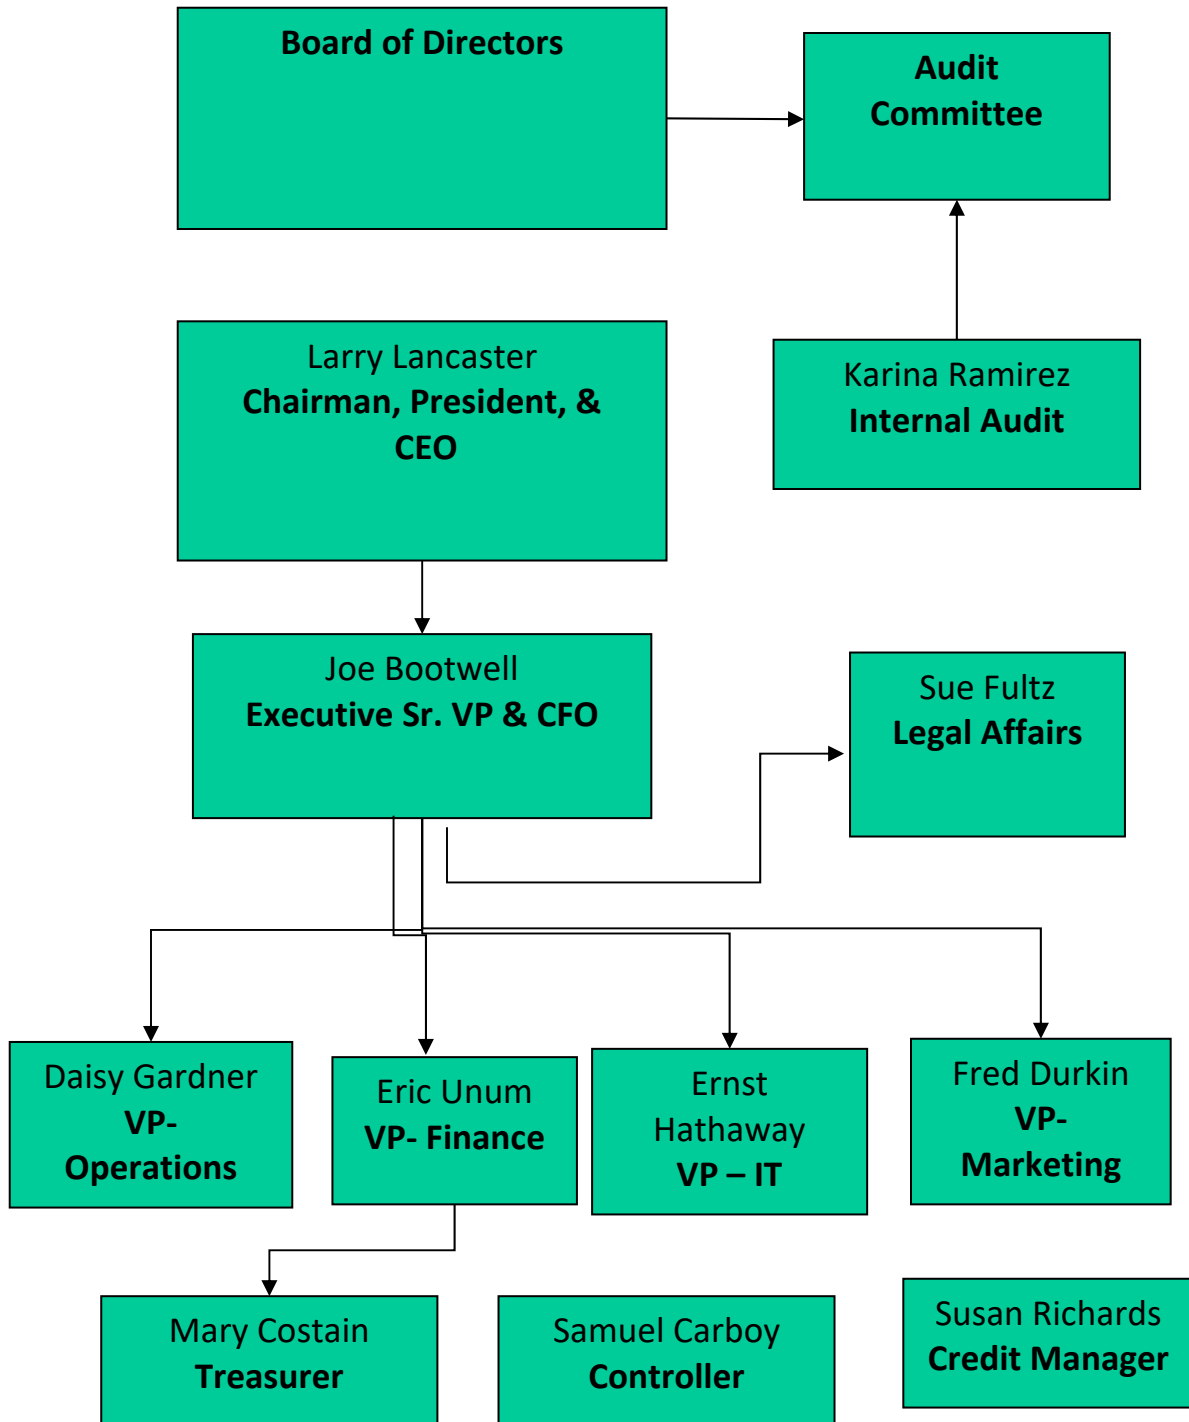 Board of Directors
Audit
Committee
Larry Lancaster
Chairman, President, &
CEO
Karina Ramirez
Internal Audit
Joe Bootwell
Executive Sr. VP & CFO
Sue Fultz
Legal Affairs
Daisy Gardner
VP-
Operations
Eric Unum
VP- Finance
Ernst
Hathaway
VP – IT
Fred Durkin
VP-
Marketing
Mary Costain
Treasurer
Samuel Carboy
Controller
Susan Richards
Credit Manager